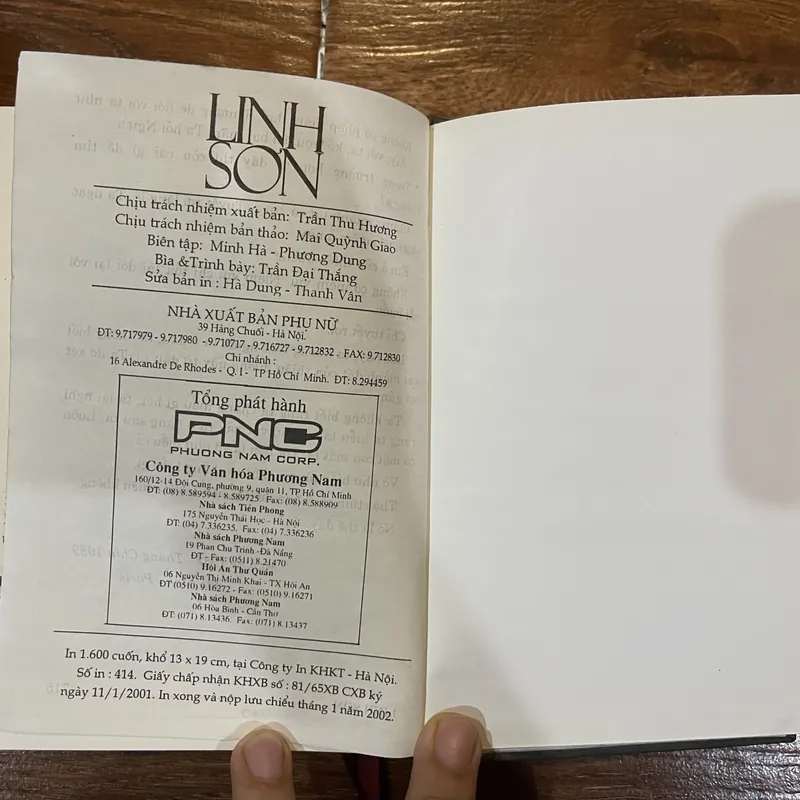 LINH
SƠN
Chịu trách nhiệm xuất bản: Trần Thu Hương
Chịu trách nhiệm bản thảo: Mai Quỳnh Giao
Biên tập: Minh Hà - Phương Dung
Bìa &Trình bày: Trần Đại Thắng
Sửa bản in : Hà Dung - Thanh Vân
NHÀ XUẤT BẢN PHỤ NỮ
39 Hàng Chuối - Hà Nội.
ĐT: 9.717979 - 9.717980 - 9.710717 - 9.716727 - 9.712832 . FAX: 9.712830
Chi nhánh :
16 Alexandre De Rhodes - Q.1 - TP Hồ Chí Minh. ĐT: 8.294459
Tổng phát hành
PNC
PHUONG NAM CORP.
Công ty Văn hóa Phương Nam
160/12-14 Đội Cung, phường 9, quận 11, TP Hồ Chí Minh
ĐT: (08) 8.589594 - 8.589725 Fax: (08) 8.588909
Nhà sách Tiền Phong
175 Nguyễn Thái Học - Hà Nội
ĐT: (04) 7.336235. Fax: (04) 7.336236
Nhà sách Phương Nam
19 Phan Chu Trinh -Đà Nẵng
ĐT - Fax: (0511) 8.21470
Hội An Thư Quán
06 Nguyễn Thị Minh Khai - TX Hội An
ĐT (0510) 9.16272 - Fax: (0510) 9.16271
Nhà sách Phương Nam
06 Hòa Bình - Cần Thơ
ĐT: (071) 8.13436. Fax: (071) 8.13437
In 1.600 cuốn, khổ 13 x 19 cm, tại Công ty In KHKT - Hà Nội.
Số in : 414. Giấy chấp nhận KHXB số : 81/65XB CXB ký
ngày 11/1/2001. In xong và nộp lưu chiểu tháng 1 năm 2002.